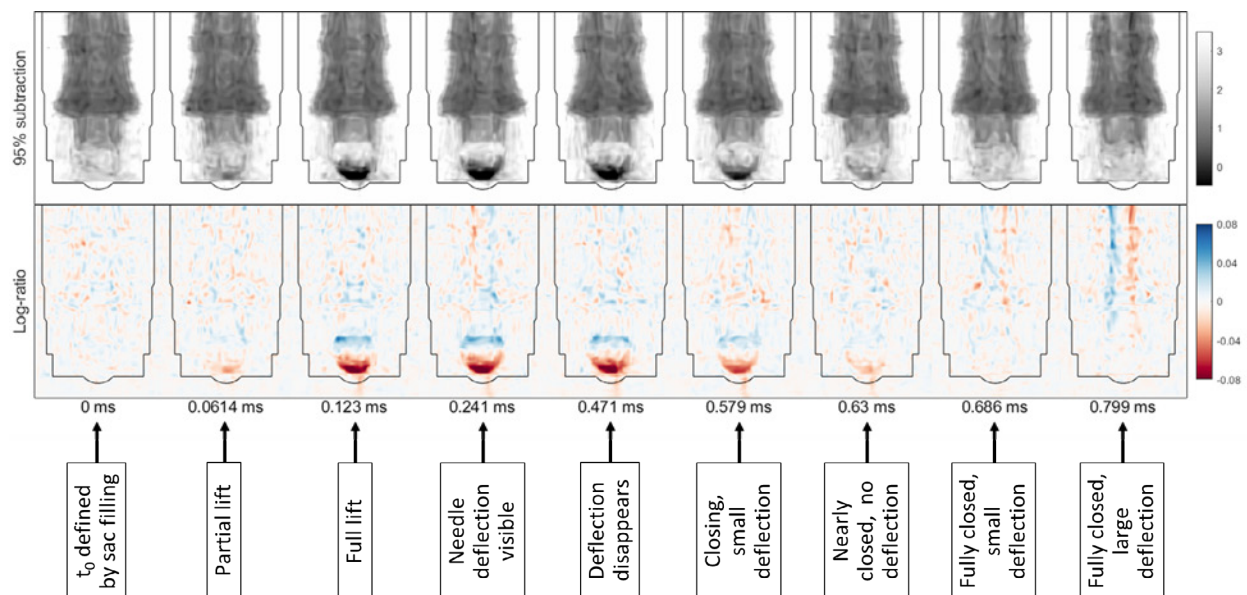 95% subtraction
3
2
1
0
Log-ratio
0.08
0.04
0
-0.04
-0.08
0 ms
0.0614 ms
0.123 ms
0.241 ms
0.471 ms
0.579 ms
0.63 ms
0.686 ms
0.799 ms
t₀ defined
by sac filling
Partial lift
Full lift
Needle
deflection
visible
Deflection
disappears
Closing,
small
deflection
Nearly
closed, no
deflection
Fully closed,
small
deflection
Fully closed,
large
deflection